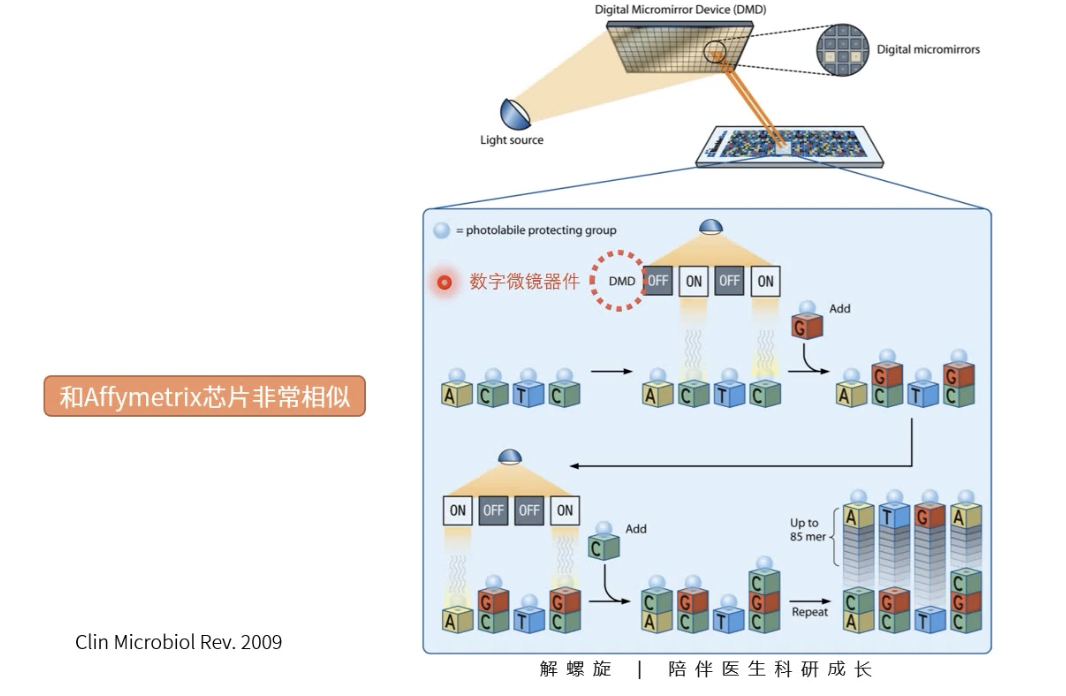 Digital Micromirror Device (DMD)
Digital micromirrors
Light source
= photolabile protecting group
数字微镜器件
DMD
OFF
ON
OFF
ON
G
Add
A
C
T
C
A
C
T
C
A
G
C
T
G
C
和Affymetrix芯片非常相似
ON
OFF
OFF
ON
C
Add
A
G
C
T
G
C
C
A
G
C
T
C
G
C
Repeat
Up to
85 mer
A
T
G
A
C
A
G
C
T
C
G
C
Clin Microbiol Rev. 2009
解螺旋 | 陪伴医生科研成长